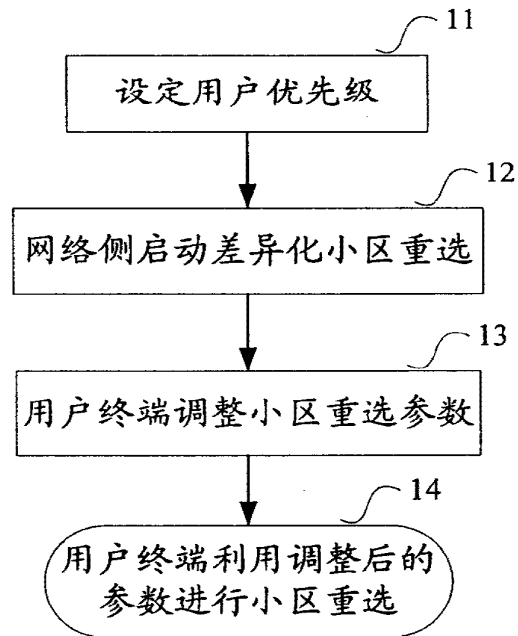 11
设定用户优先级
12
网络侧启动差异化小区重选
13
用户终端调整小区重选参数
14
用户终端利用调整后的
参数进行小区重选